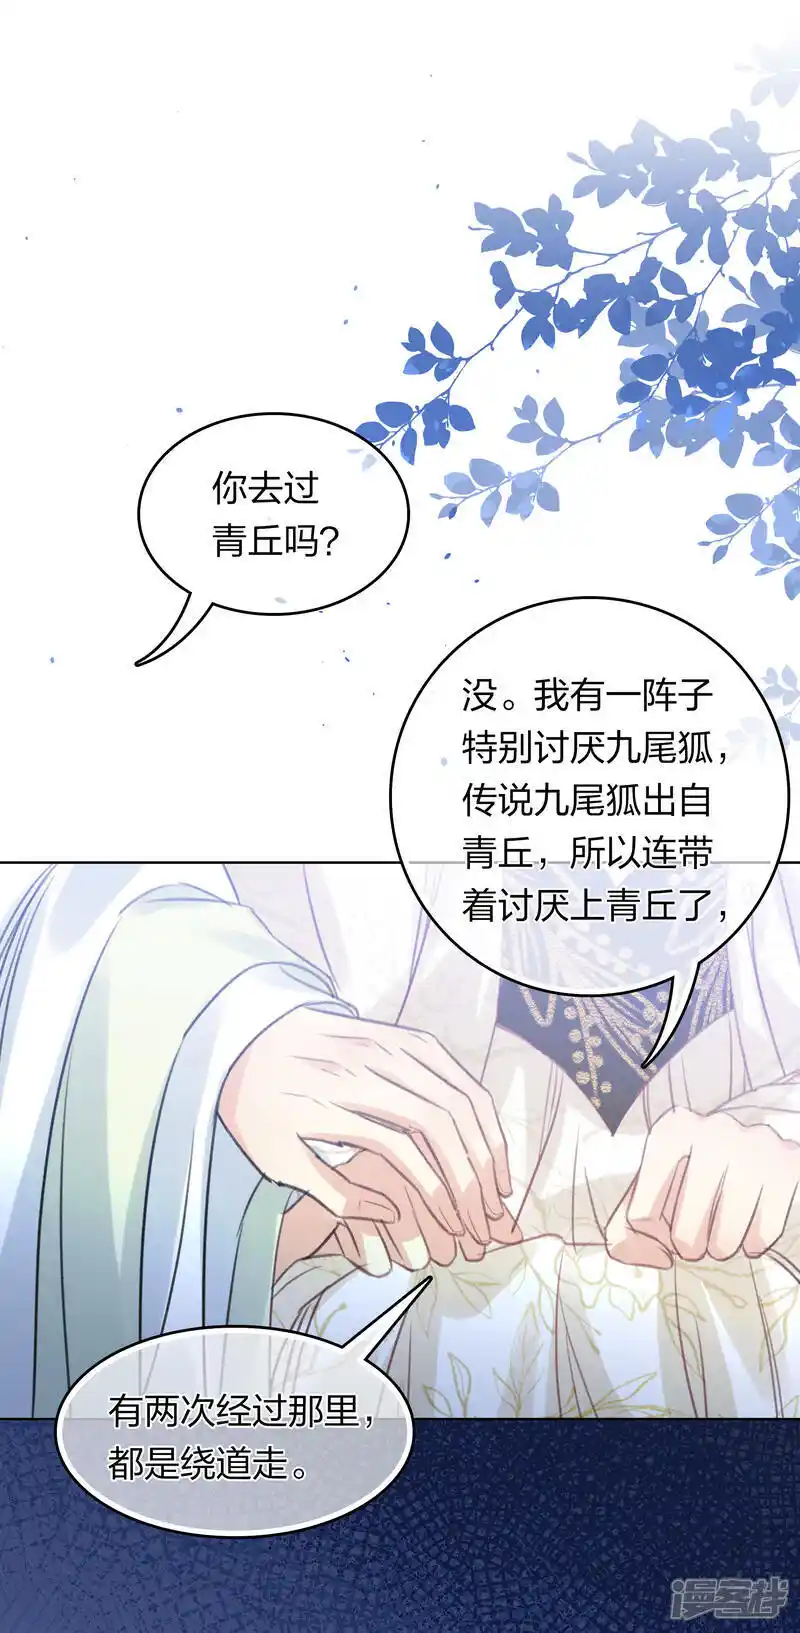 你去过
青丘吗?
没。我有一阵子
特别讨厌九尾狐，
传说九尾狐出自
青丘，所以连带
着讨厌上青丘了，
有两次经过那里，
都是绕道走。
漫客栈